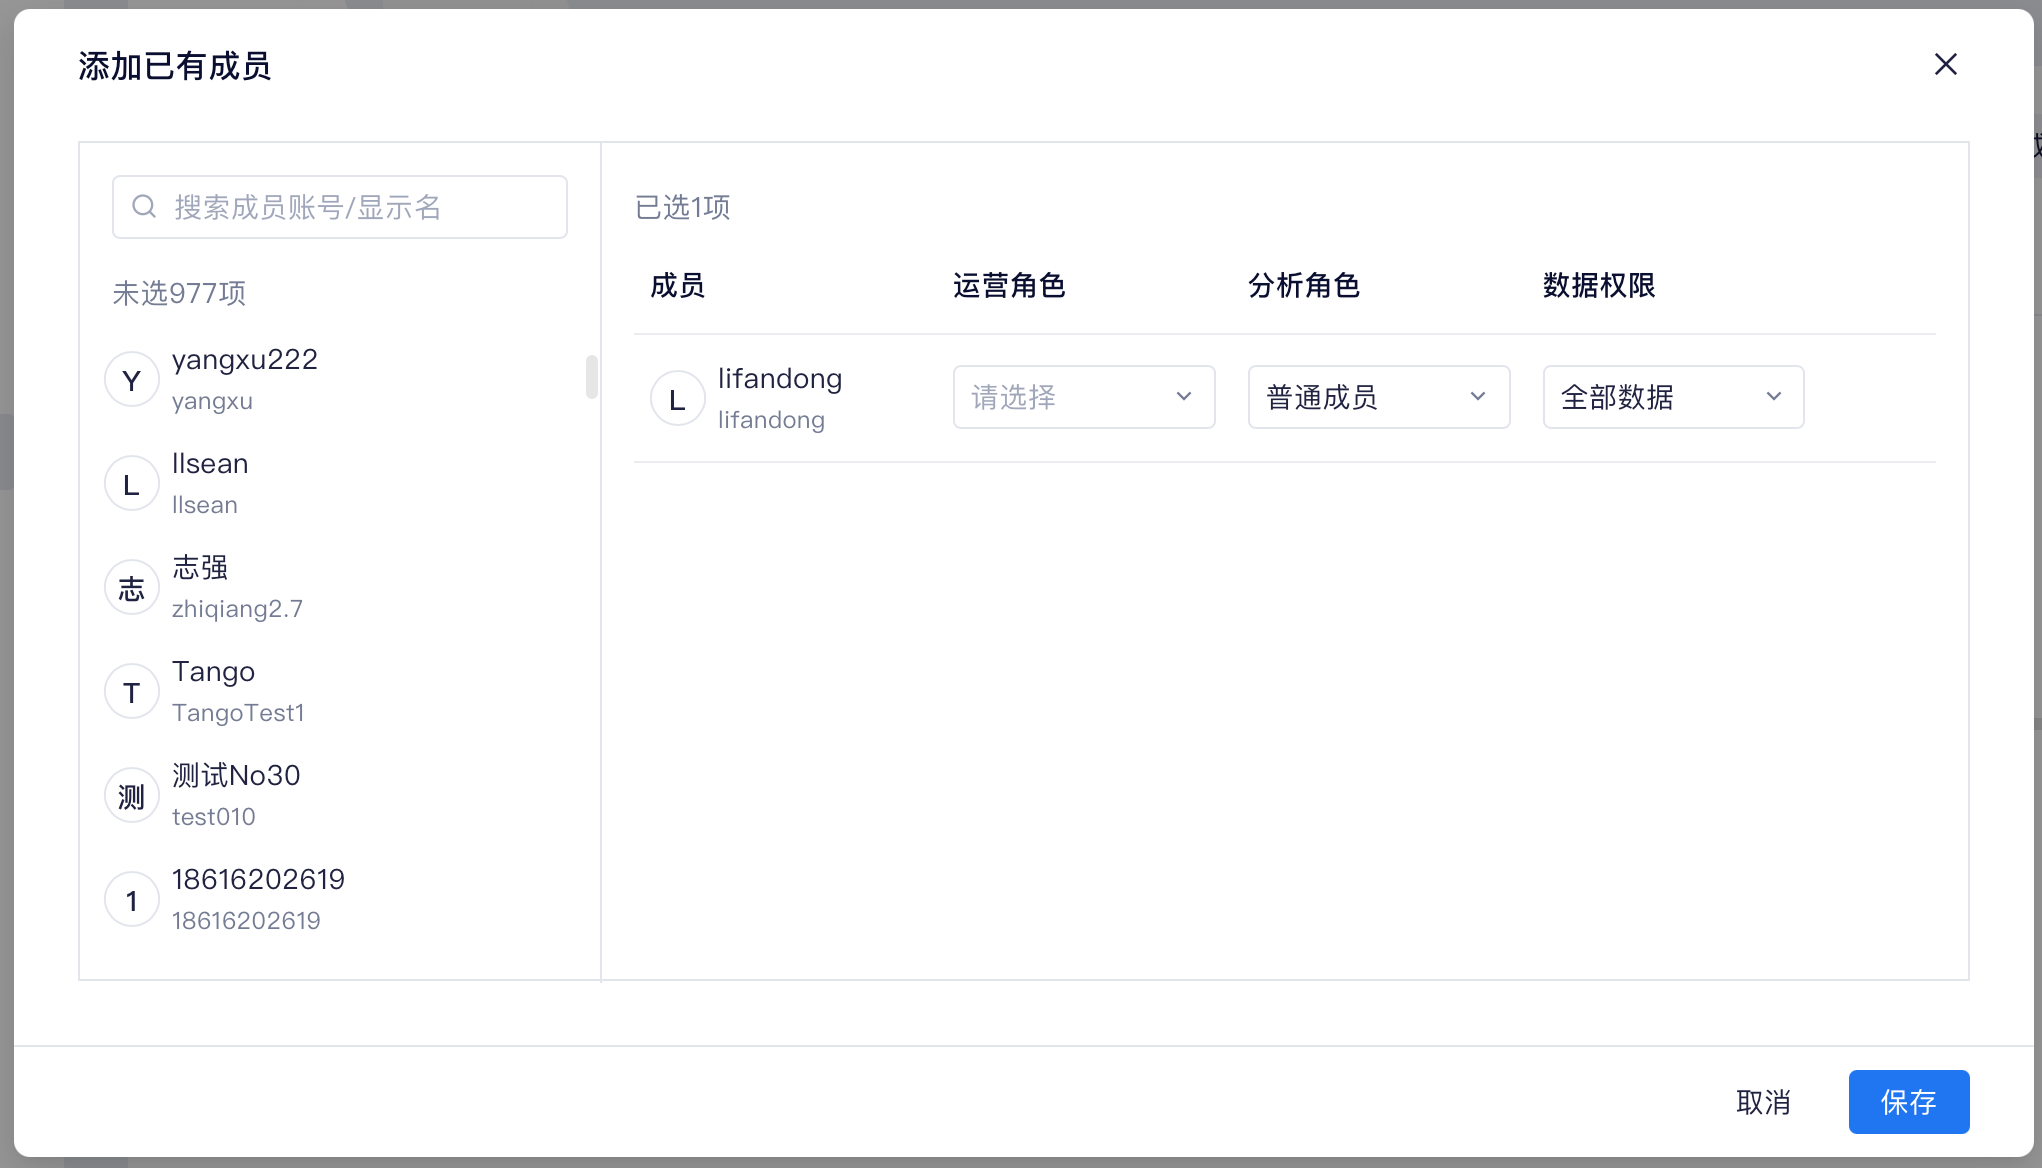 添加已有成员
搜索成员账号/显示名
未选977项
Y
yangxu222
yangxu
L
llsean
llsean
志
志强
zhiqiang2.7
T
Tango
TangoTest1
测
测试No30
test010
1
18616202619
18616202619
已选1项
成员 运营角色 分析角色 数据权限
L
lifandong
lifandong
请选择 普通成员 全部数据
取消 保存